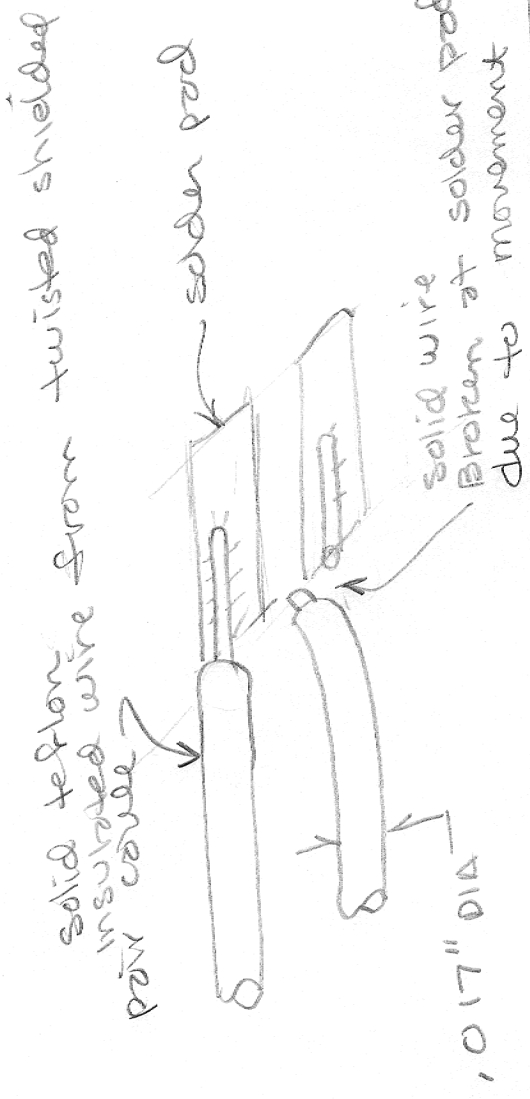 solid teflon
insulated wire from twisted shielded
pair cable
solder pad
solid wire
Broken at solder pad
due to movement
.017" DIA